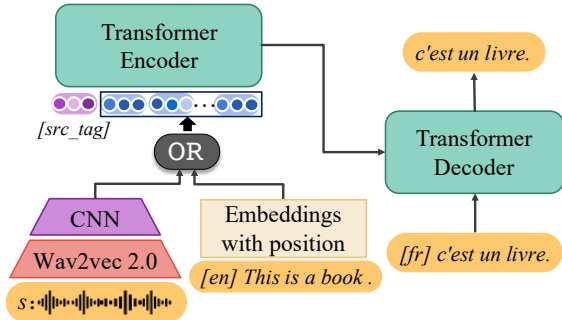 Transformer
Encoder
[src_tag]
...
OR
CNN
Wav2vec 2.0
s:
Embeddings
with position
[en] This is a book .
c'est un livre.
Transformer
Decoder
[fr] c'est un livre.